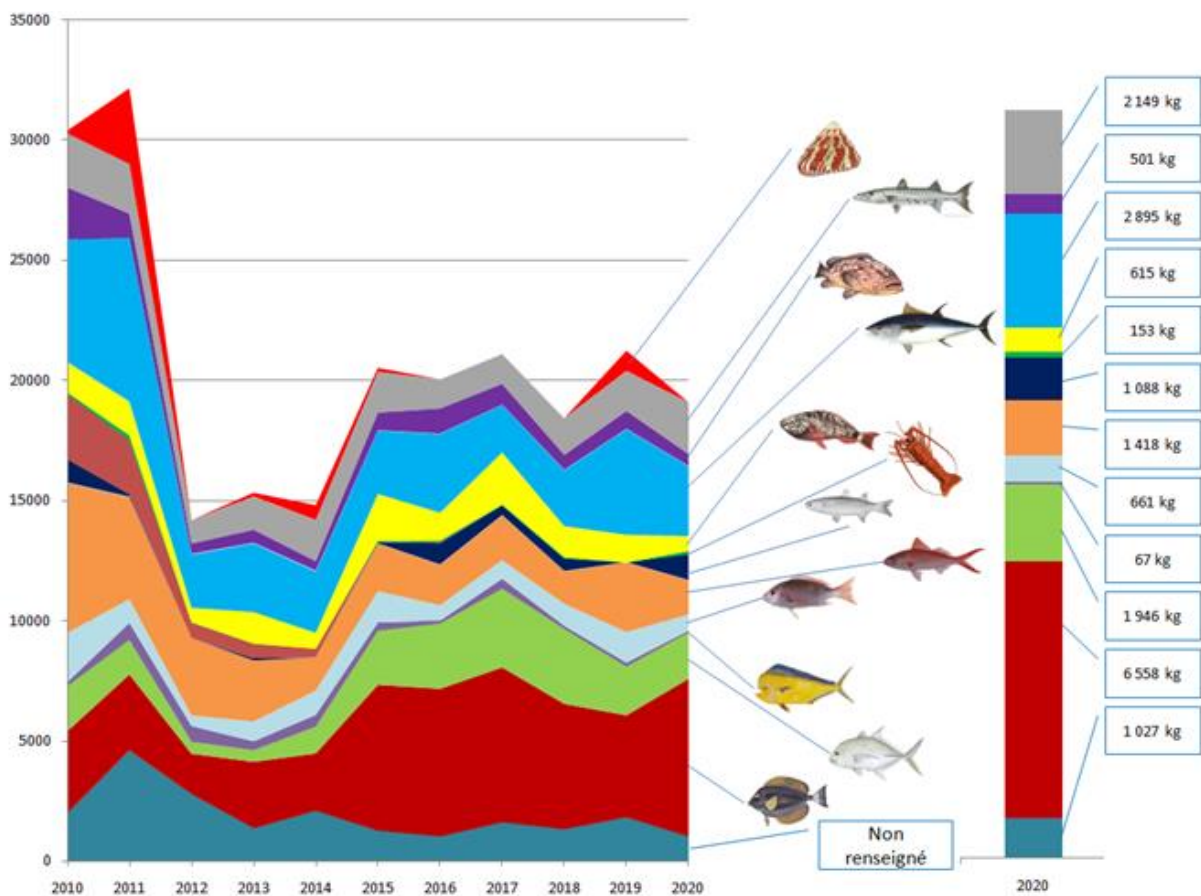 35000
30000
25000
20000
15000
10000
5000
0
2010 2011 2012 2013 2014 2015 2016 2017 2018 2019 2020
Non
renseigné
2 149 kg
501 kg
2 895 kg
615 kg
153 kg
1 088 kg
1 418 kg
661 kg
67 kg
1 946 kg
6 558 kg
1 027 kg
2020